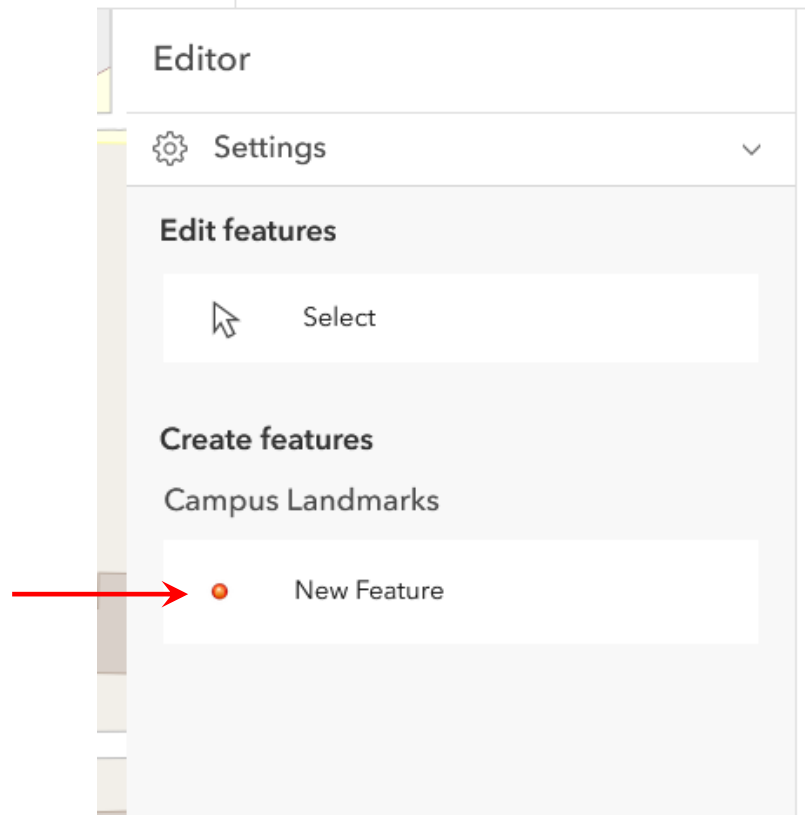 Editor
Settings
Edit features
Select
Create features
Campus Landmarks
New Feature